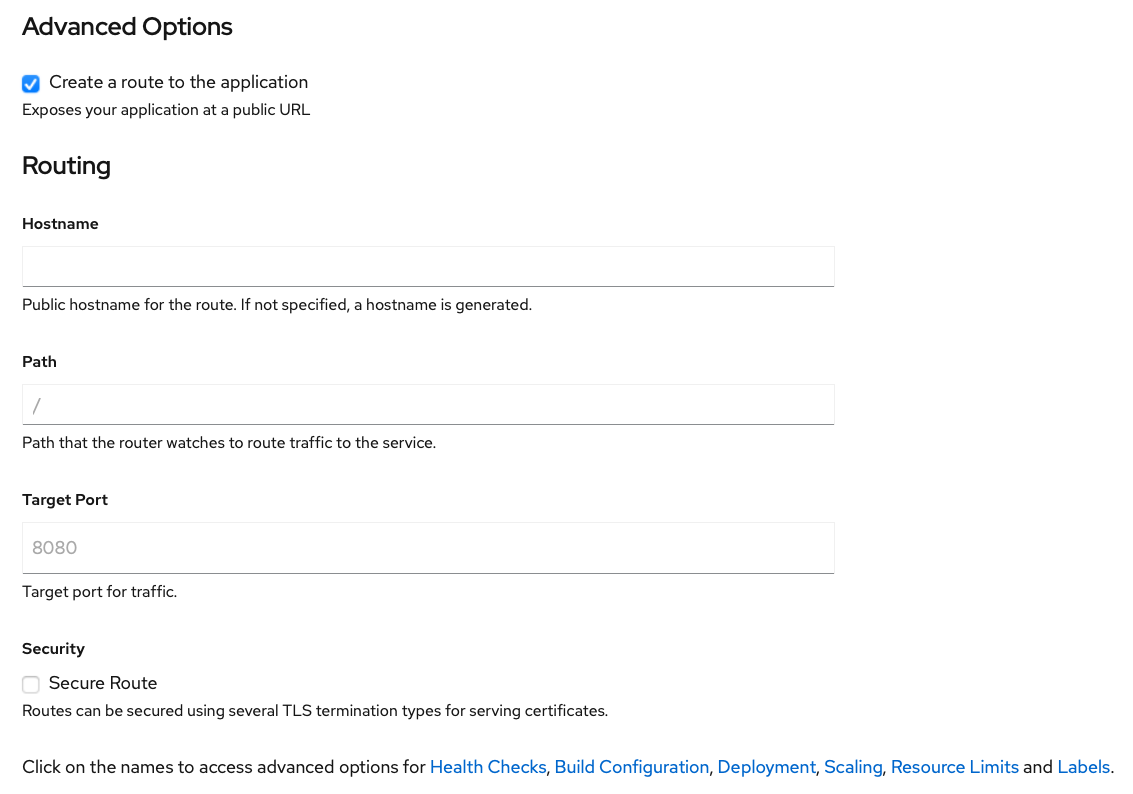 Advanced Options
Create a route to the application
Exposes your application at a public URL
Routing
Hostname
Public hostname for the route. If not specified, a hostname is generated.
Path
/
Path that the router watches to route traffic to the service.
Target Port
8080
Target port for traffic.
Security
Secure Route
Routes can be secured using several TLS termination types for serving certificates.
Click on the names to access advanced options for Health Checks, Build Configuration, Deployment, Scaling, Resource Limits and Labels.